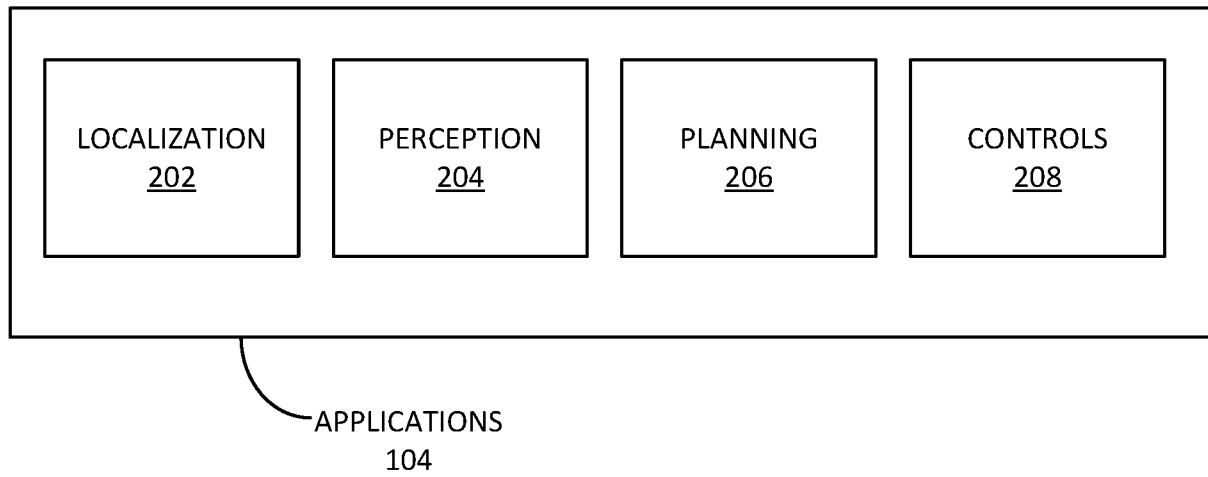 LOCALIZATION
202
PERCEPTION
204
PLANNING
206
CONTROLS
208
APPLICATIONS
104